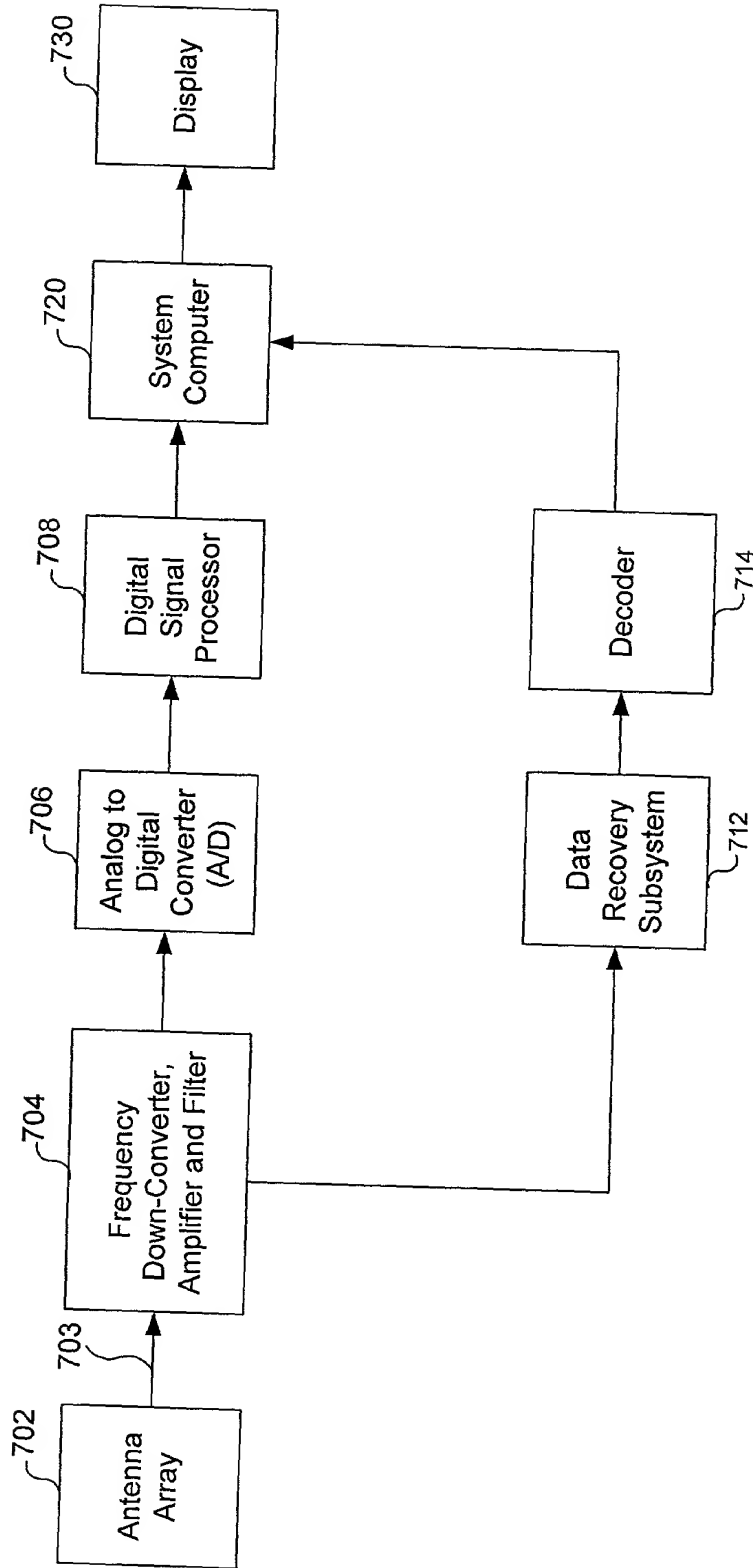 702
Antenna
Array
703
704
Frequency
Down-Converter,
Amplifier and Filter
706
Analog to
Digital
Converter
(A/D)
708
Digital
Signal
Processor
720
System
Computer
730
Display
Data
Recovery
Subsystem
712
Decoder
714